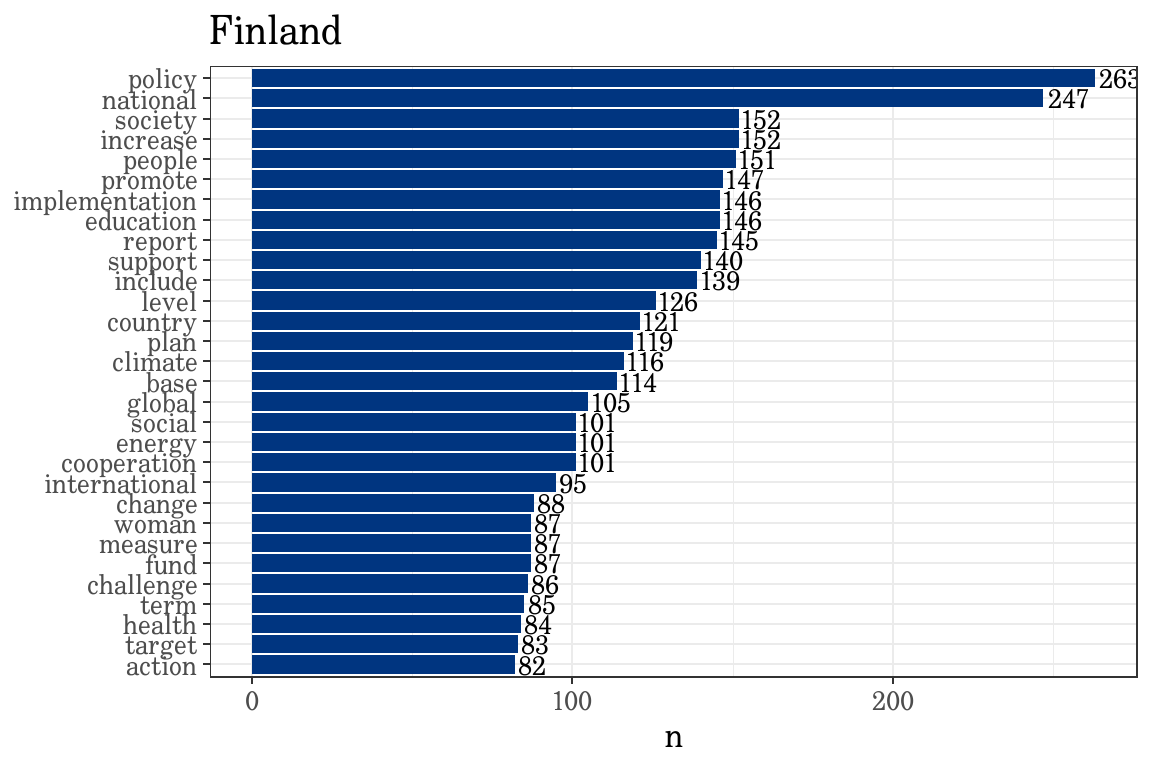 Finland
policy 263
national 247
society 152
increase 152
people 151
promote 147
implementation 146
education 146
report 145
support 140
include 139
level 126
country 121
plan 119
climate 116
base 114
global 105
social 101
energy 101
cooperation 101
international 95
change 88
woman 87
measure 87
fund 87
challenge 86
term 85
health 84
target 83
action 82
0 100 200
n